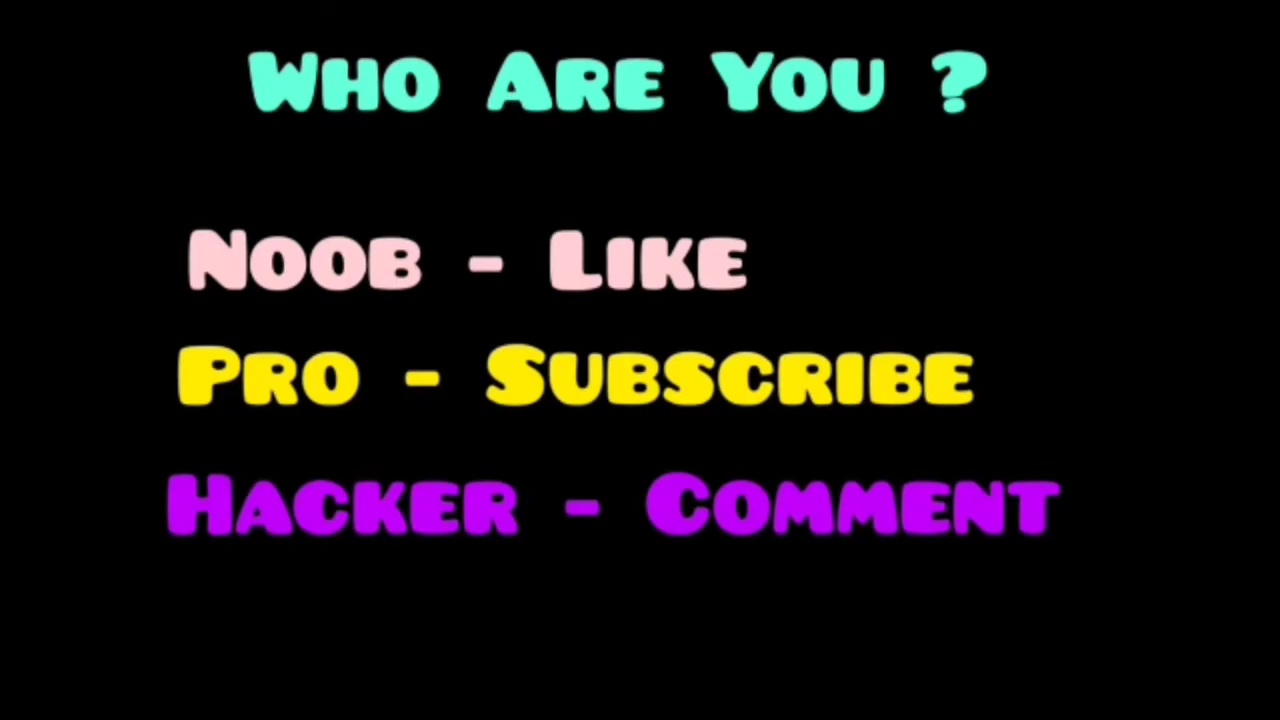 Who Are You ?
Noob - Like
Pro - Subscribe
Hacker - Comment